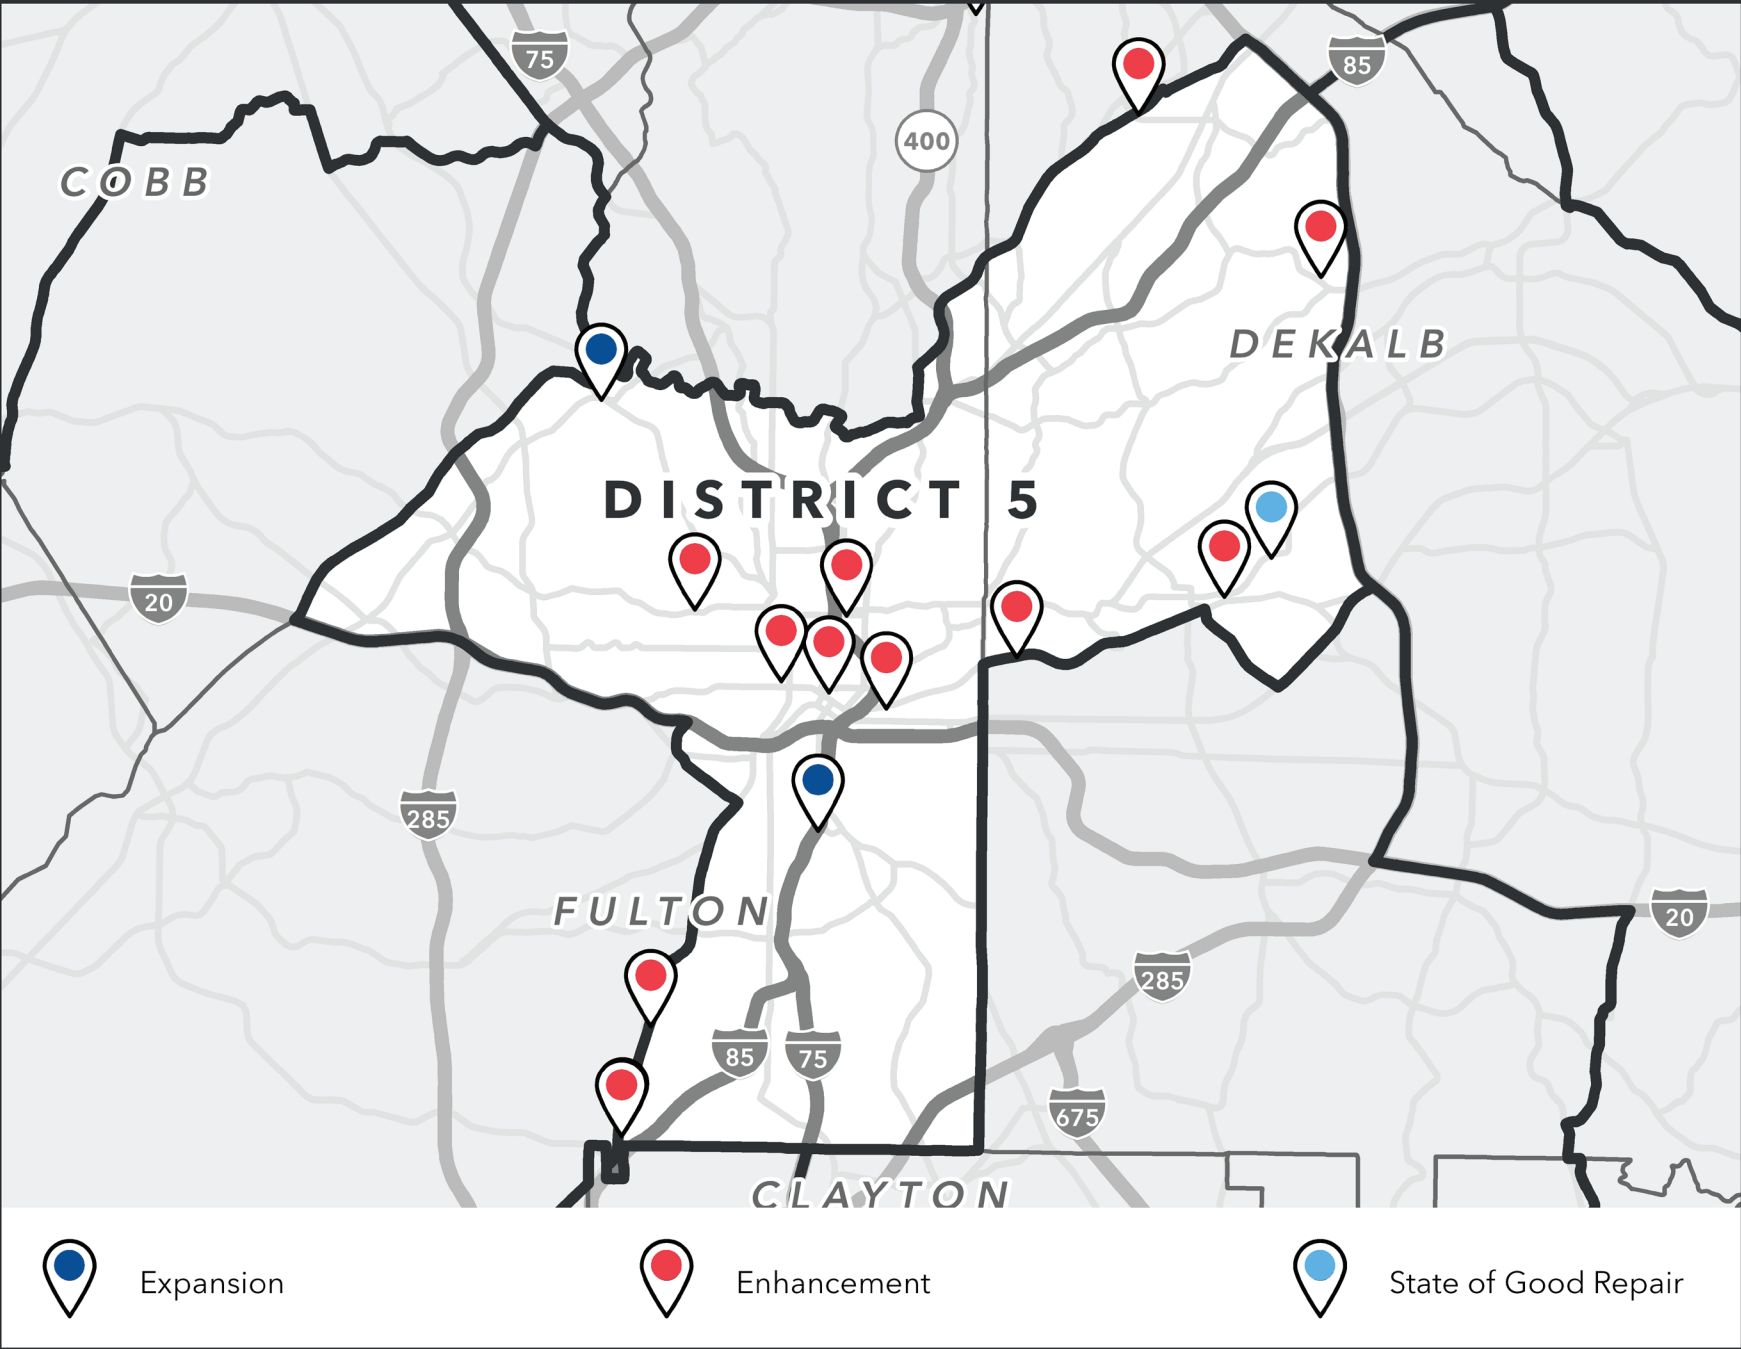 75
85
400
COBB
DEKALB
DISTRICT 5
20
285
FULTON
20
285
85
75
675
CLAYTON
Expansion
Enhancement
State of Good Repair